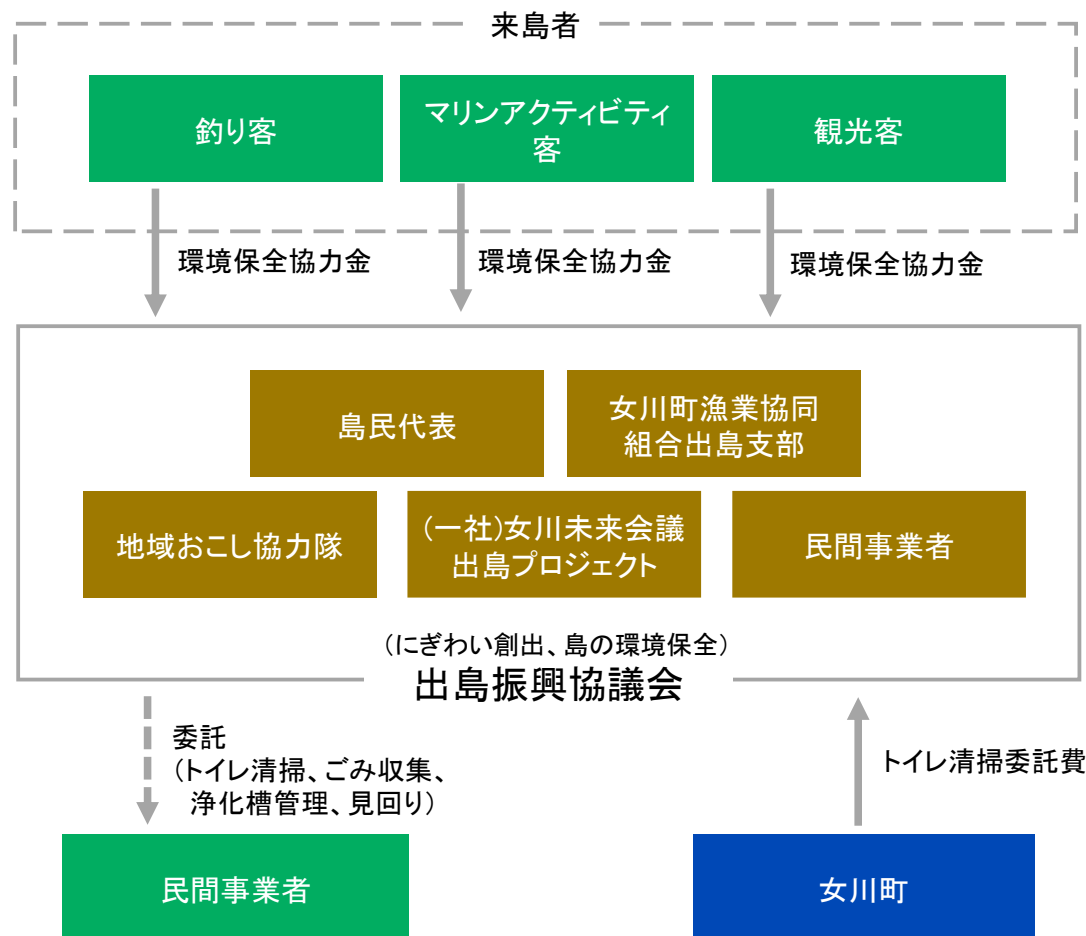 来島者
釣り客
マリンアクティビティ
客
観光客
環境保全協力金
環境保全協力金
環境保全協力金
島民代表
女川町漁業協同
組合出島支部
地域おこし協力隊
(一社)女川未来会議
出島プロジェクト
民間事業者
(にぎわい創出、島の環境保全)
出島振興協議会
委託
(トイレ清掃、ごみ収集、
浄化槽管理、見回り)
トイレ清掃委託費
民間事業者
女川町